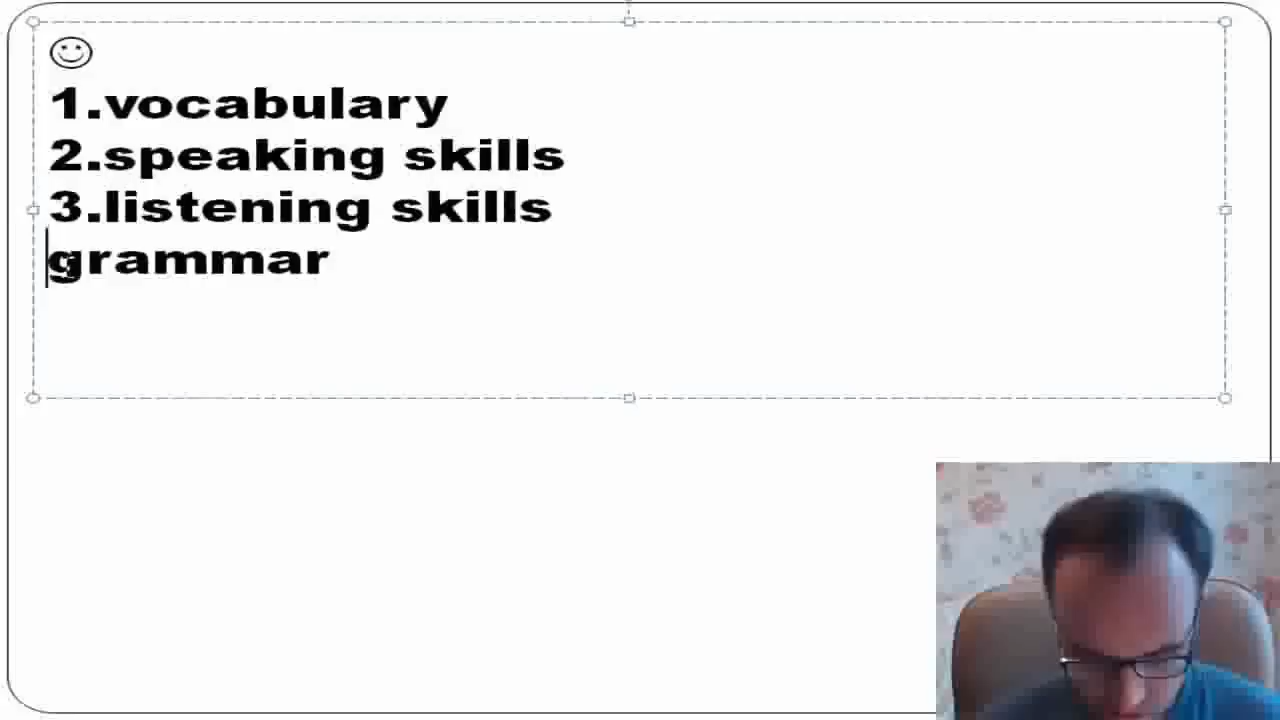 1.vocabulary
2.speaking skills
3.listening skills
grammar